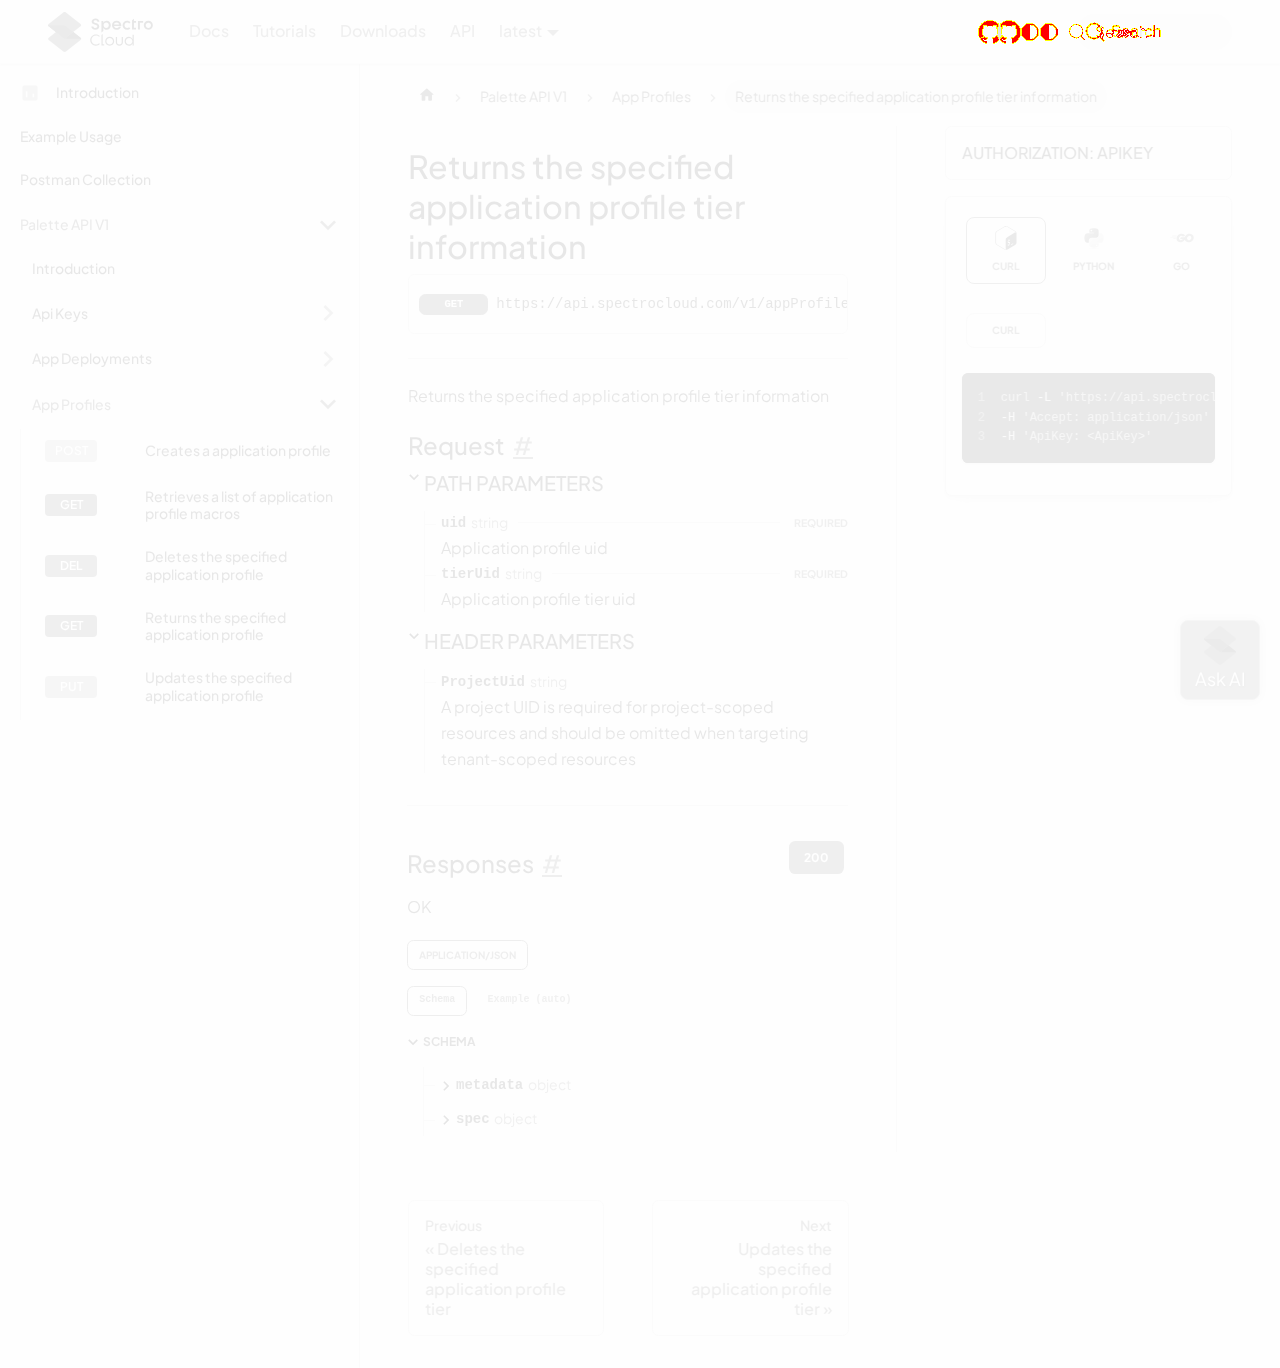 Spectro Cloud
Docs Tutorials Downloads API latest
Search
Introduction
Example Usage
Postman Collection
Palette API V1
Introduction
Api Keys
App Deployments
App Profiles
POST Creates a application profile
GET Retrieves a list of application profile macros
DEL Deletes the specified application profile
GET Returns the specified application profile
PUT Updates the specified application profile
Palette API V1 App Profiles Returns the specified application profile tier information
Returns the specified
application profile tier
information
GET https://api.spectrocloud.com/v1/appProfile
Returns the specified application profile tier information
Request #
PATH PARAMETERS
uid string REQUIRED
Application profile uid
tierUid string REQUIRED
Application profile tier uid
HEADER PARAMETERS
ProjectUid string
A project UID is required for project-scoped
resources and should be omitted when targeting
tenant-scoped resources
Responses # 200
OK
APPLICATION/JSON
Schema Example (auto)
SCHEMA
metadata object
spec object
Previous
« Deletes the
specified
application profile
tier
Next
Updates the
specified
application profile
tier »
AUTHORIZATION: APIKEY
CURL PYTHON GO
CURL
1 curl -L 'https://api.spectrocl
2 -H 'Accept: application/json'
3 -H 'ApiKey: <ApiKey>'
Ask AI